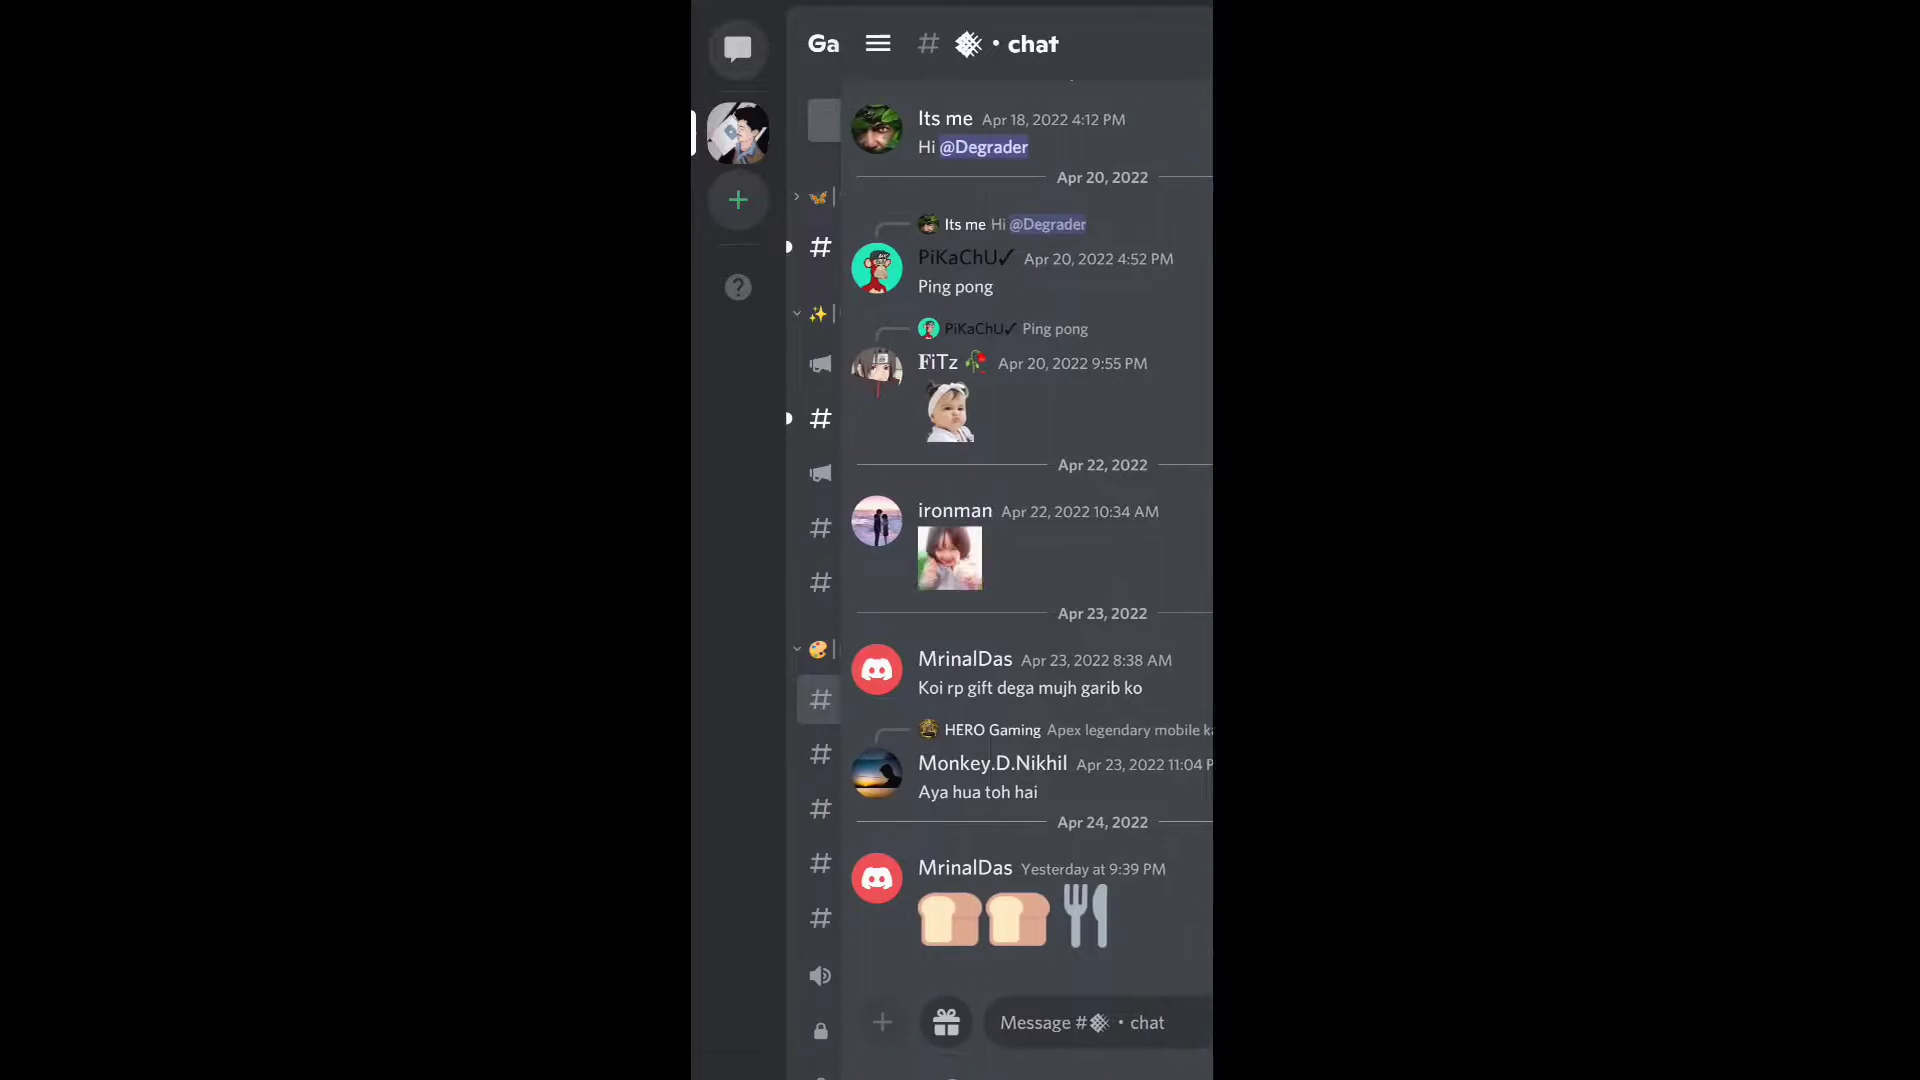 Ga
# • chat
Its me Apr 18, 2022 4:12 PM
Hi @Degrader
Apr 20, 2022
Its me Hi @Degrader
PiKaChU✓ Apr 20, 2022 4:52 PM
Ping pong
PiKaChU✓ Ping pong
𝐅iTz 🥀 Apr 20, 2022 9:55 PM
Apr 22, 2022
ironman Apr 22, 2022 10:34 AM
Apr 23, 2022
MrinalDas Apr 23, 2022 8:38 AM
Koi rp gift dega mujh garib ko
HERO Gaming Apex legendary mobile
Monkey.D.Nikhil Apr 23, 2022 11:04
Aya hua toh hai
Apr 24, 2022
MrinalDas Yesterday at 9:39 PM
Message # • chat